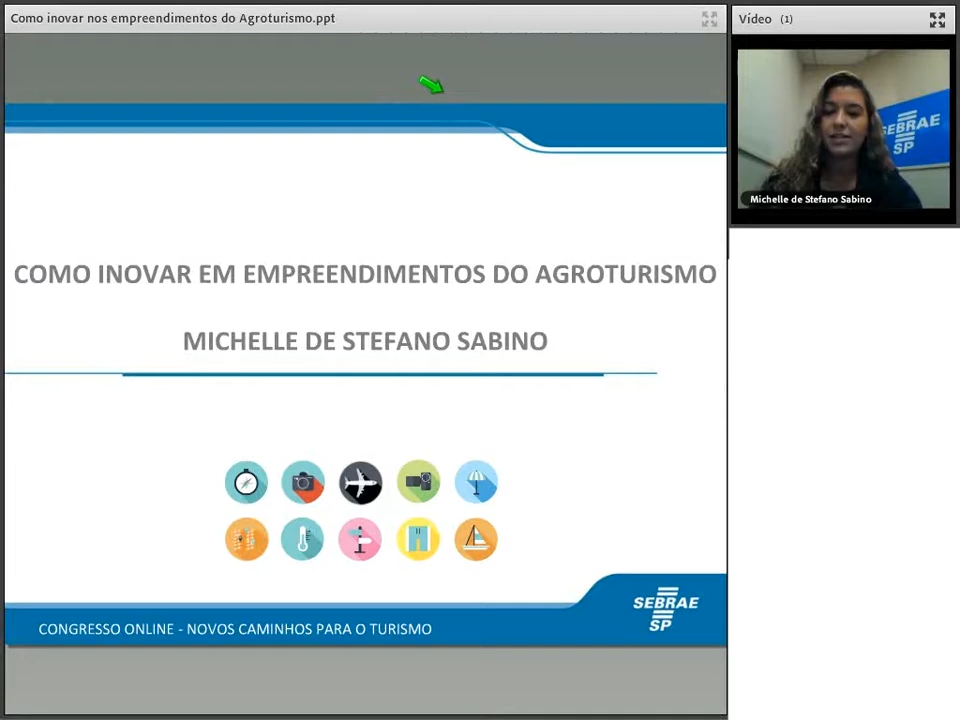 Como inovar nos empreendimentos do Agroturismo.ppt
Vídeo (1)
SEBRAE
SP
Michelle de Stefano Sabino
COMO INOVAR EM EMPREENDIMENTOS DO AGROTURISMO
MICHELLE DE STEFANO SABINO
SEBRAE
SP
CONGRESSO ONLINE - NOVOS CAMINHOS PARA O TURISMO